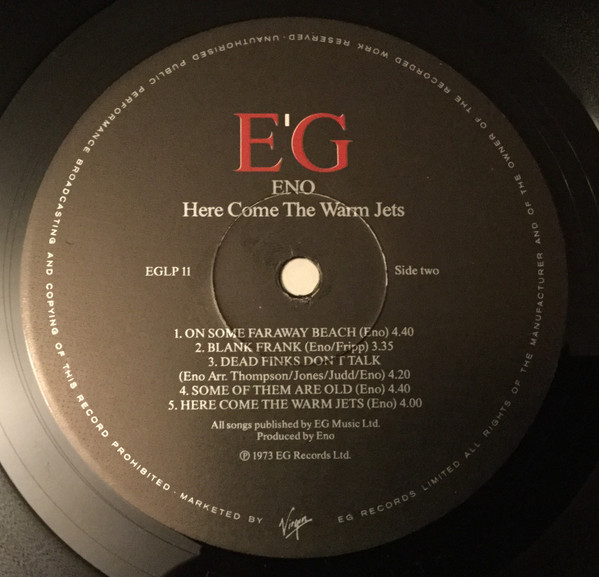 E'G
ENO
Here Come The Warm Jets
EGLP 11
Side two
1. ON SOME FARAWAY BEACH (Eno) 4.40
2. BLANK FRANK (Eno/Fripp) 3.35
3. DEAD FINKS DON'T TALK
(Eno Arr. Thompson/Jones/Judd/Eno) 4.20
4. SOME OF THEM ARE OLD (Eno) 4.40
5. HERE COME THE WARM JETS (Eno) 4.00
All songs published by EG Music Ltd.
Produced by Eno
℗ 1973 EG Records Ltd.
EG RECORDS LIMITED ALL RIGHTS OF THE MANUFACTURER AND OF THE OWNER OF THE RECORDED WORK RESERVED · UNAUTHORISED PUBLIC PERFORMANCE BROADCASTING AND COPYING OF THIS RECORD PROHIBITED · MARKETED BY
Virgin